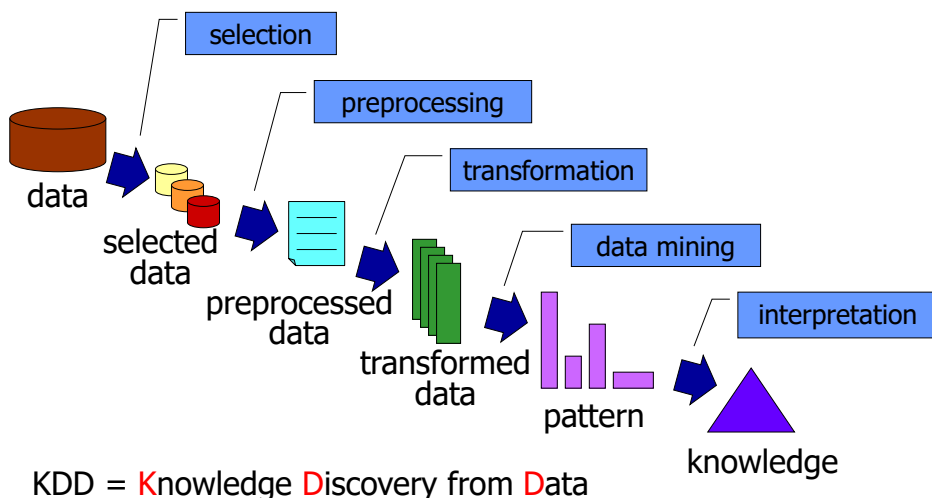 selection
preprocessing
data
transformation
selected
data
data mining
preprocessed
data
interpretation
transformed
data
pattern
knowledge
KDD = Knowledge Discovery from Data